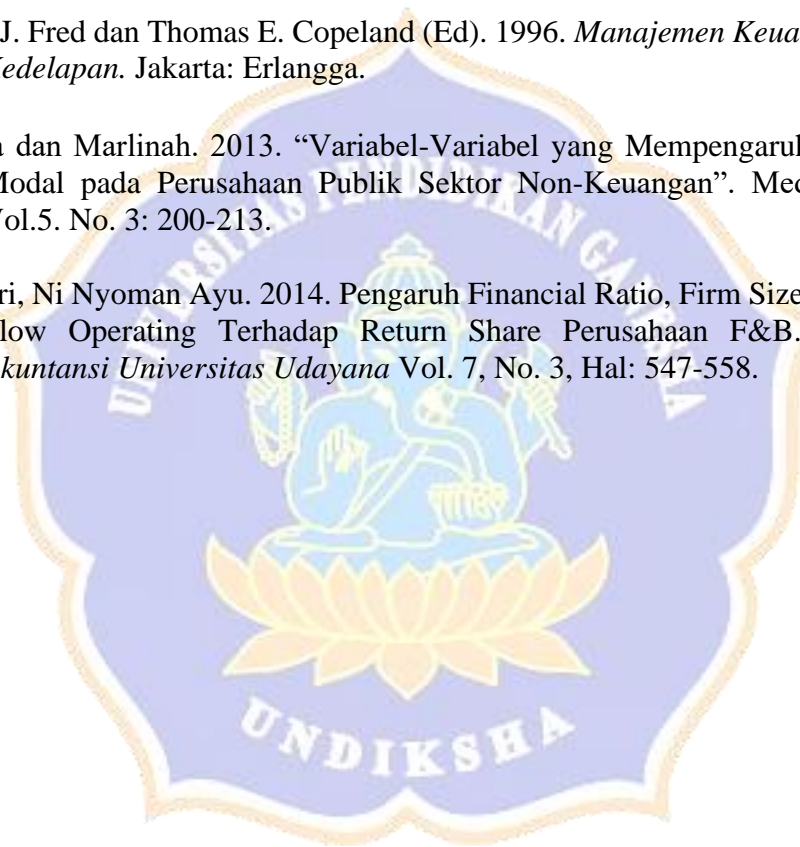 J. Fred dan Thomas E. Copeland (Ed). 1996. Manajemen Keua
Kedelapan. Jakarta: Erlangga.
a dan Marlinah. 2013. “Variabel-Variabel yang Mempengaruh
Modal pada Perusahaan Publik Sektor Non-Keuangan”. Med
Vol.5. No. 3: 200-213.
ri, Ni Nyoman Ayu. 2014. Pengaruh Financial Ratio, Firm Size
low Operating Terhadap Return Share Perusahaan F&B.
kuntansi Universitas Udayana Vol. 7, No. 3, Hal: 547-558.
UNIVERSITAS PENDIDIKAN GANESHA
UNDIKSHA